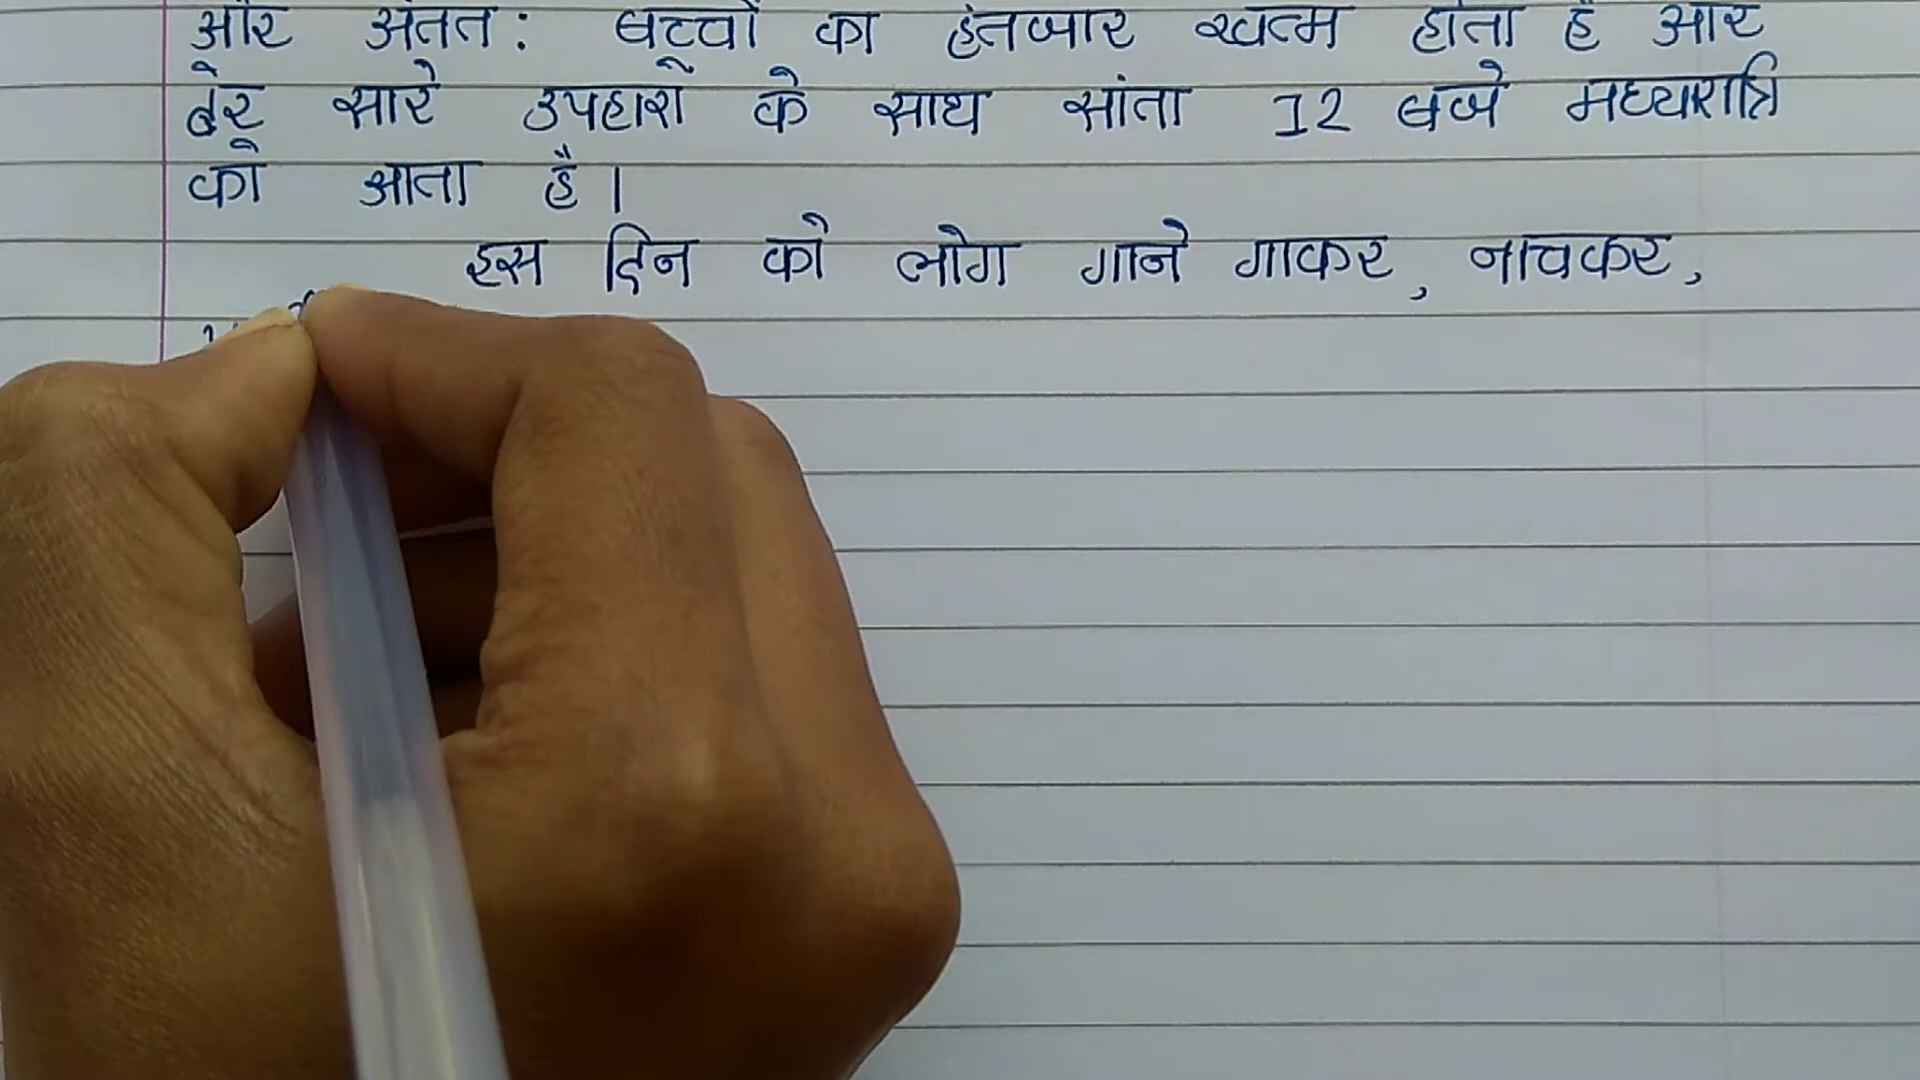 और अंतत: बच्चों का इंतजार खत्म होता है और
ढेर सारे उपहारों के साथ सांता 12 बजे मध्यरात्रि
को आता है।
इस दिन को लोग गाने गाकर, नाचकर,